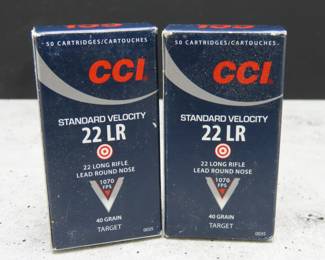 50 CARTRIDGES/CARTOUCHES
CCI
STANDARD VELOCITY
22 LR
22 LONG RIFLE
LEAD ROUND NOSE
1070
FPS
40 GRAIN
TARGET
0035
50 CARTRIDGES/CARTOUCHES
CCI
STANDARD VELOCITY
22 LR
22 LONG RIFLE
LEAD ROUND NOSE
1070
FPS
40 GRAIN
TARGET
0035